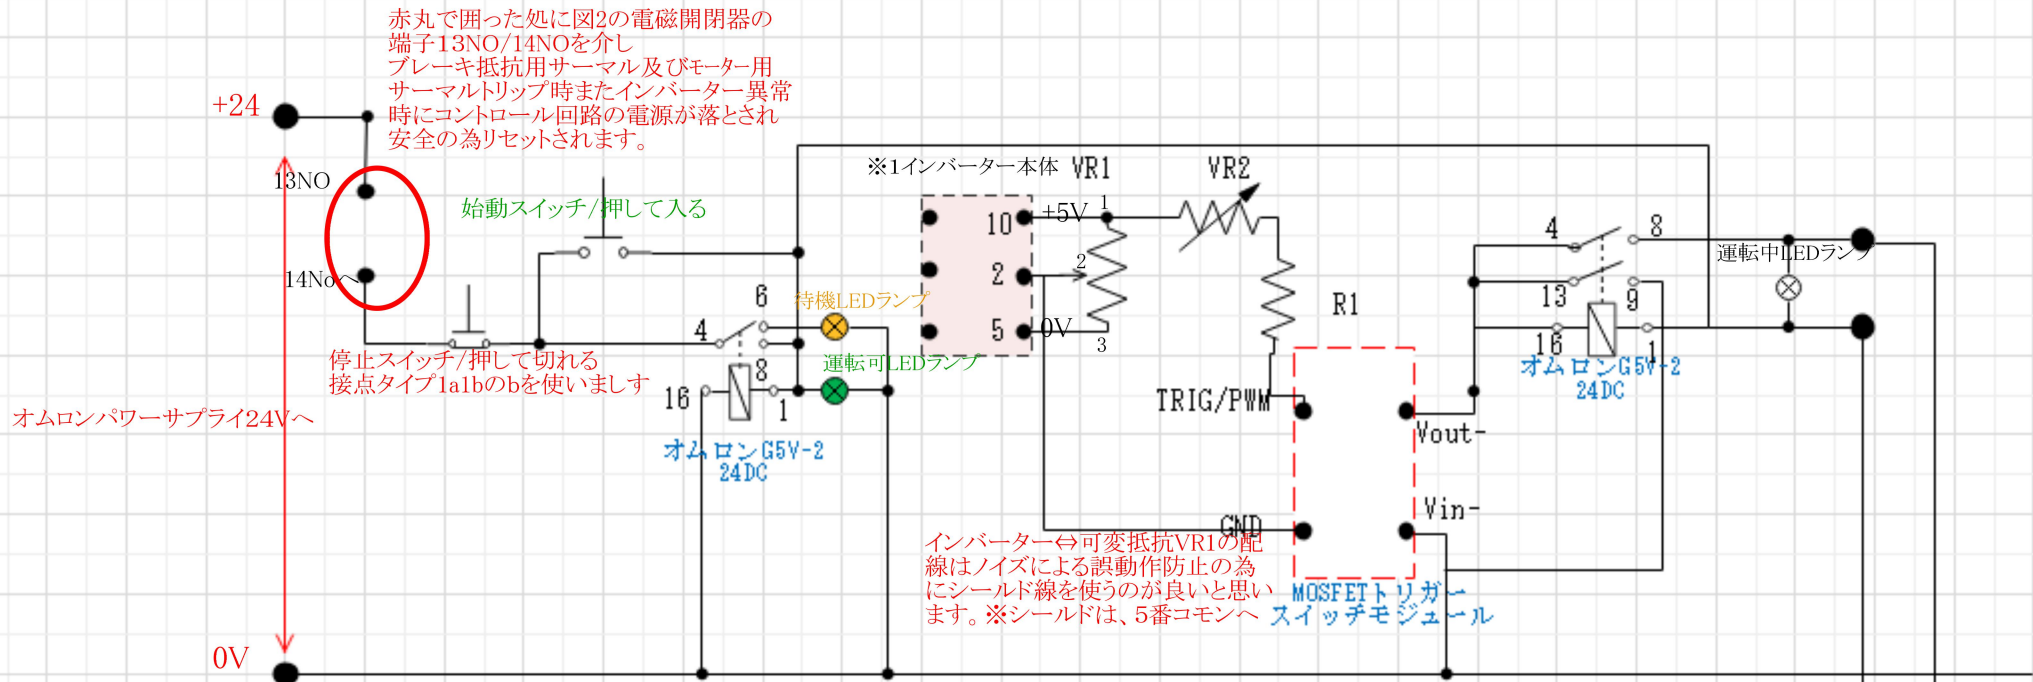 赤丸で囲った処に図2の電磁開閉器の
端子13NO/14NOを介し
ブレーキ抵抗用サーマル及びモーター用
サーマルトリップ時またインバーター異常
時にコントロール回路の電源が落とされ
安全の為リセットされます。
+24
13NO
14Noへ
始動スイッチ/押して入る
停止スイッチ/押して切れる
接点タイプ1a1bのbを使いましす
オムロンパワーサプライ24Vへ
0V
6
4
8
16
1
待機LEDランプ
運転可LEDランプ
オムロンG5V-2
24DC
※1インバーター本体
10
2
5
+5V
0V
VR1
1
2
3
VR2
R1
TRIG/PWM
GND
Vout-
Vin-
MOSFETトリガー
スイッチモジュール
インバーター⇔可変抵抗VR1の配
線はノイズによる誤動作防止の為
にシールド線を使うのが良いと思い
ます。※シールドは、5番コモンへ
4
8
13
9
16
1
オムロンG5V-2
24DC
運転中LEDランプ